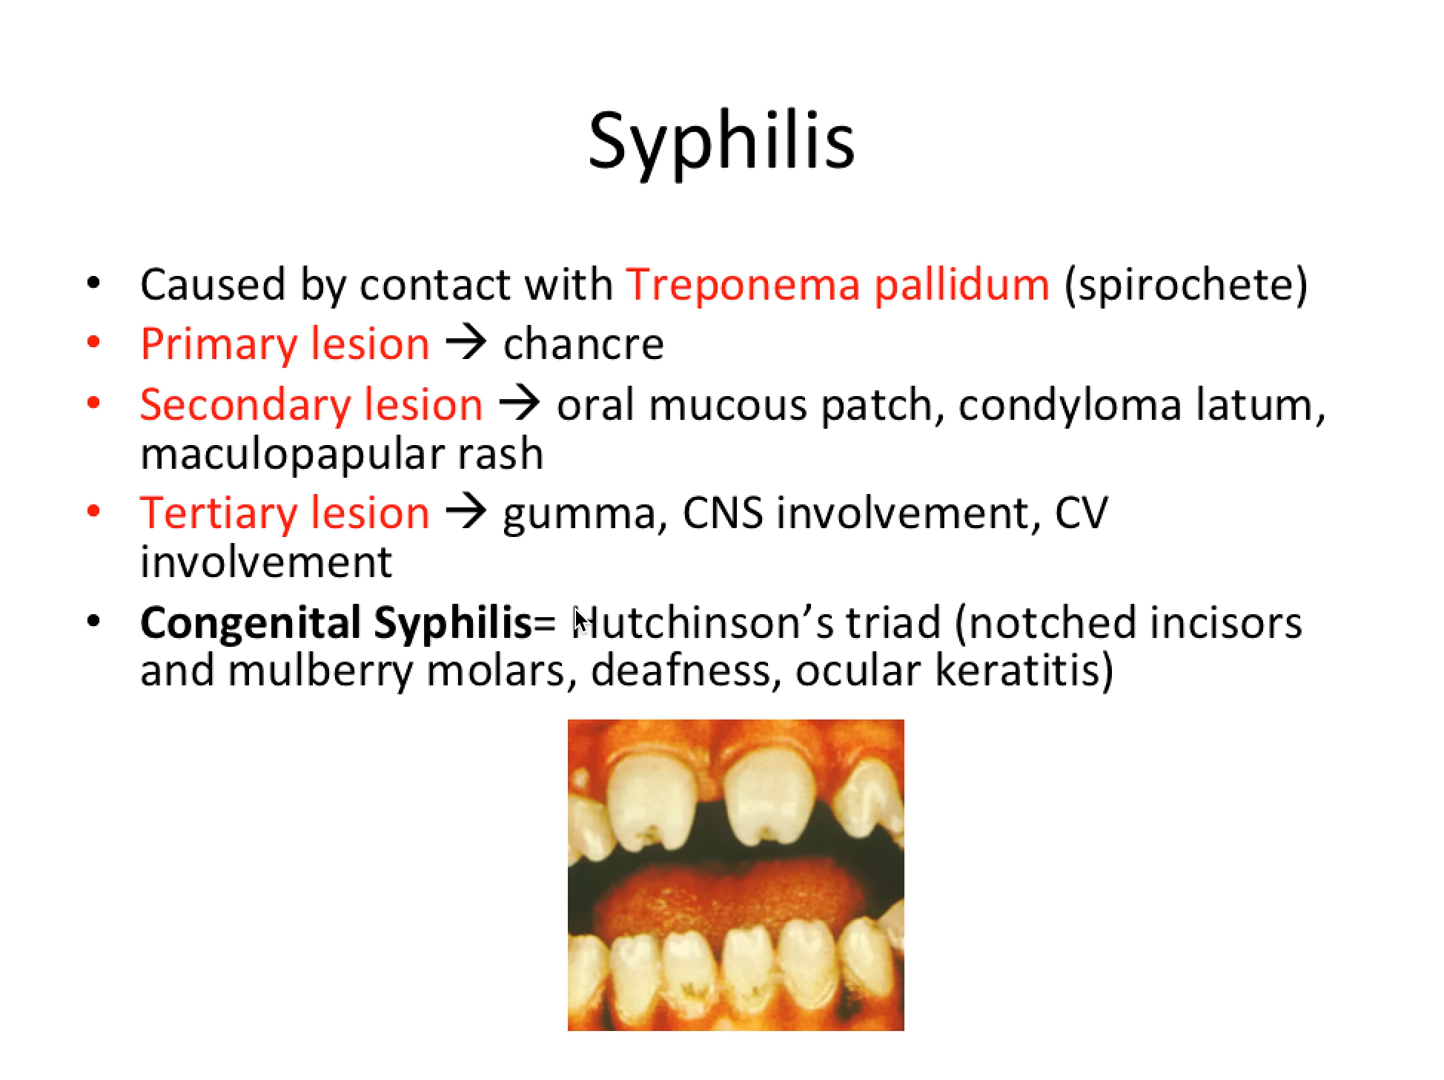 Syphilis
• Caused by contact with Treponema pallidum (spirochete)
• Primary lesion → chancre
• Secondary lesion → oral mucous patch, condyloma latum,
maculopapular rash
• Tertiary lesion → gumma, CNS involvement, CV
involvement
• Congenital Syphilis= Hutchinson’s triad (notched incisors
and mulberry molars, deafness, ocular keratitis)